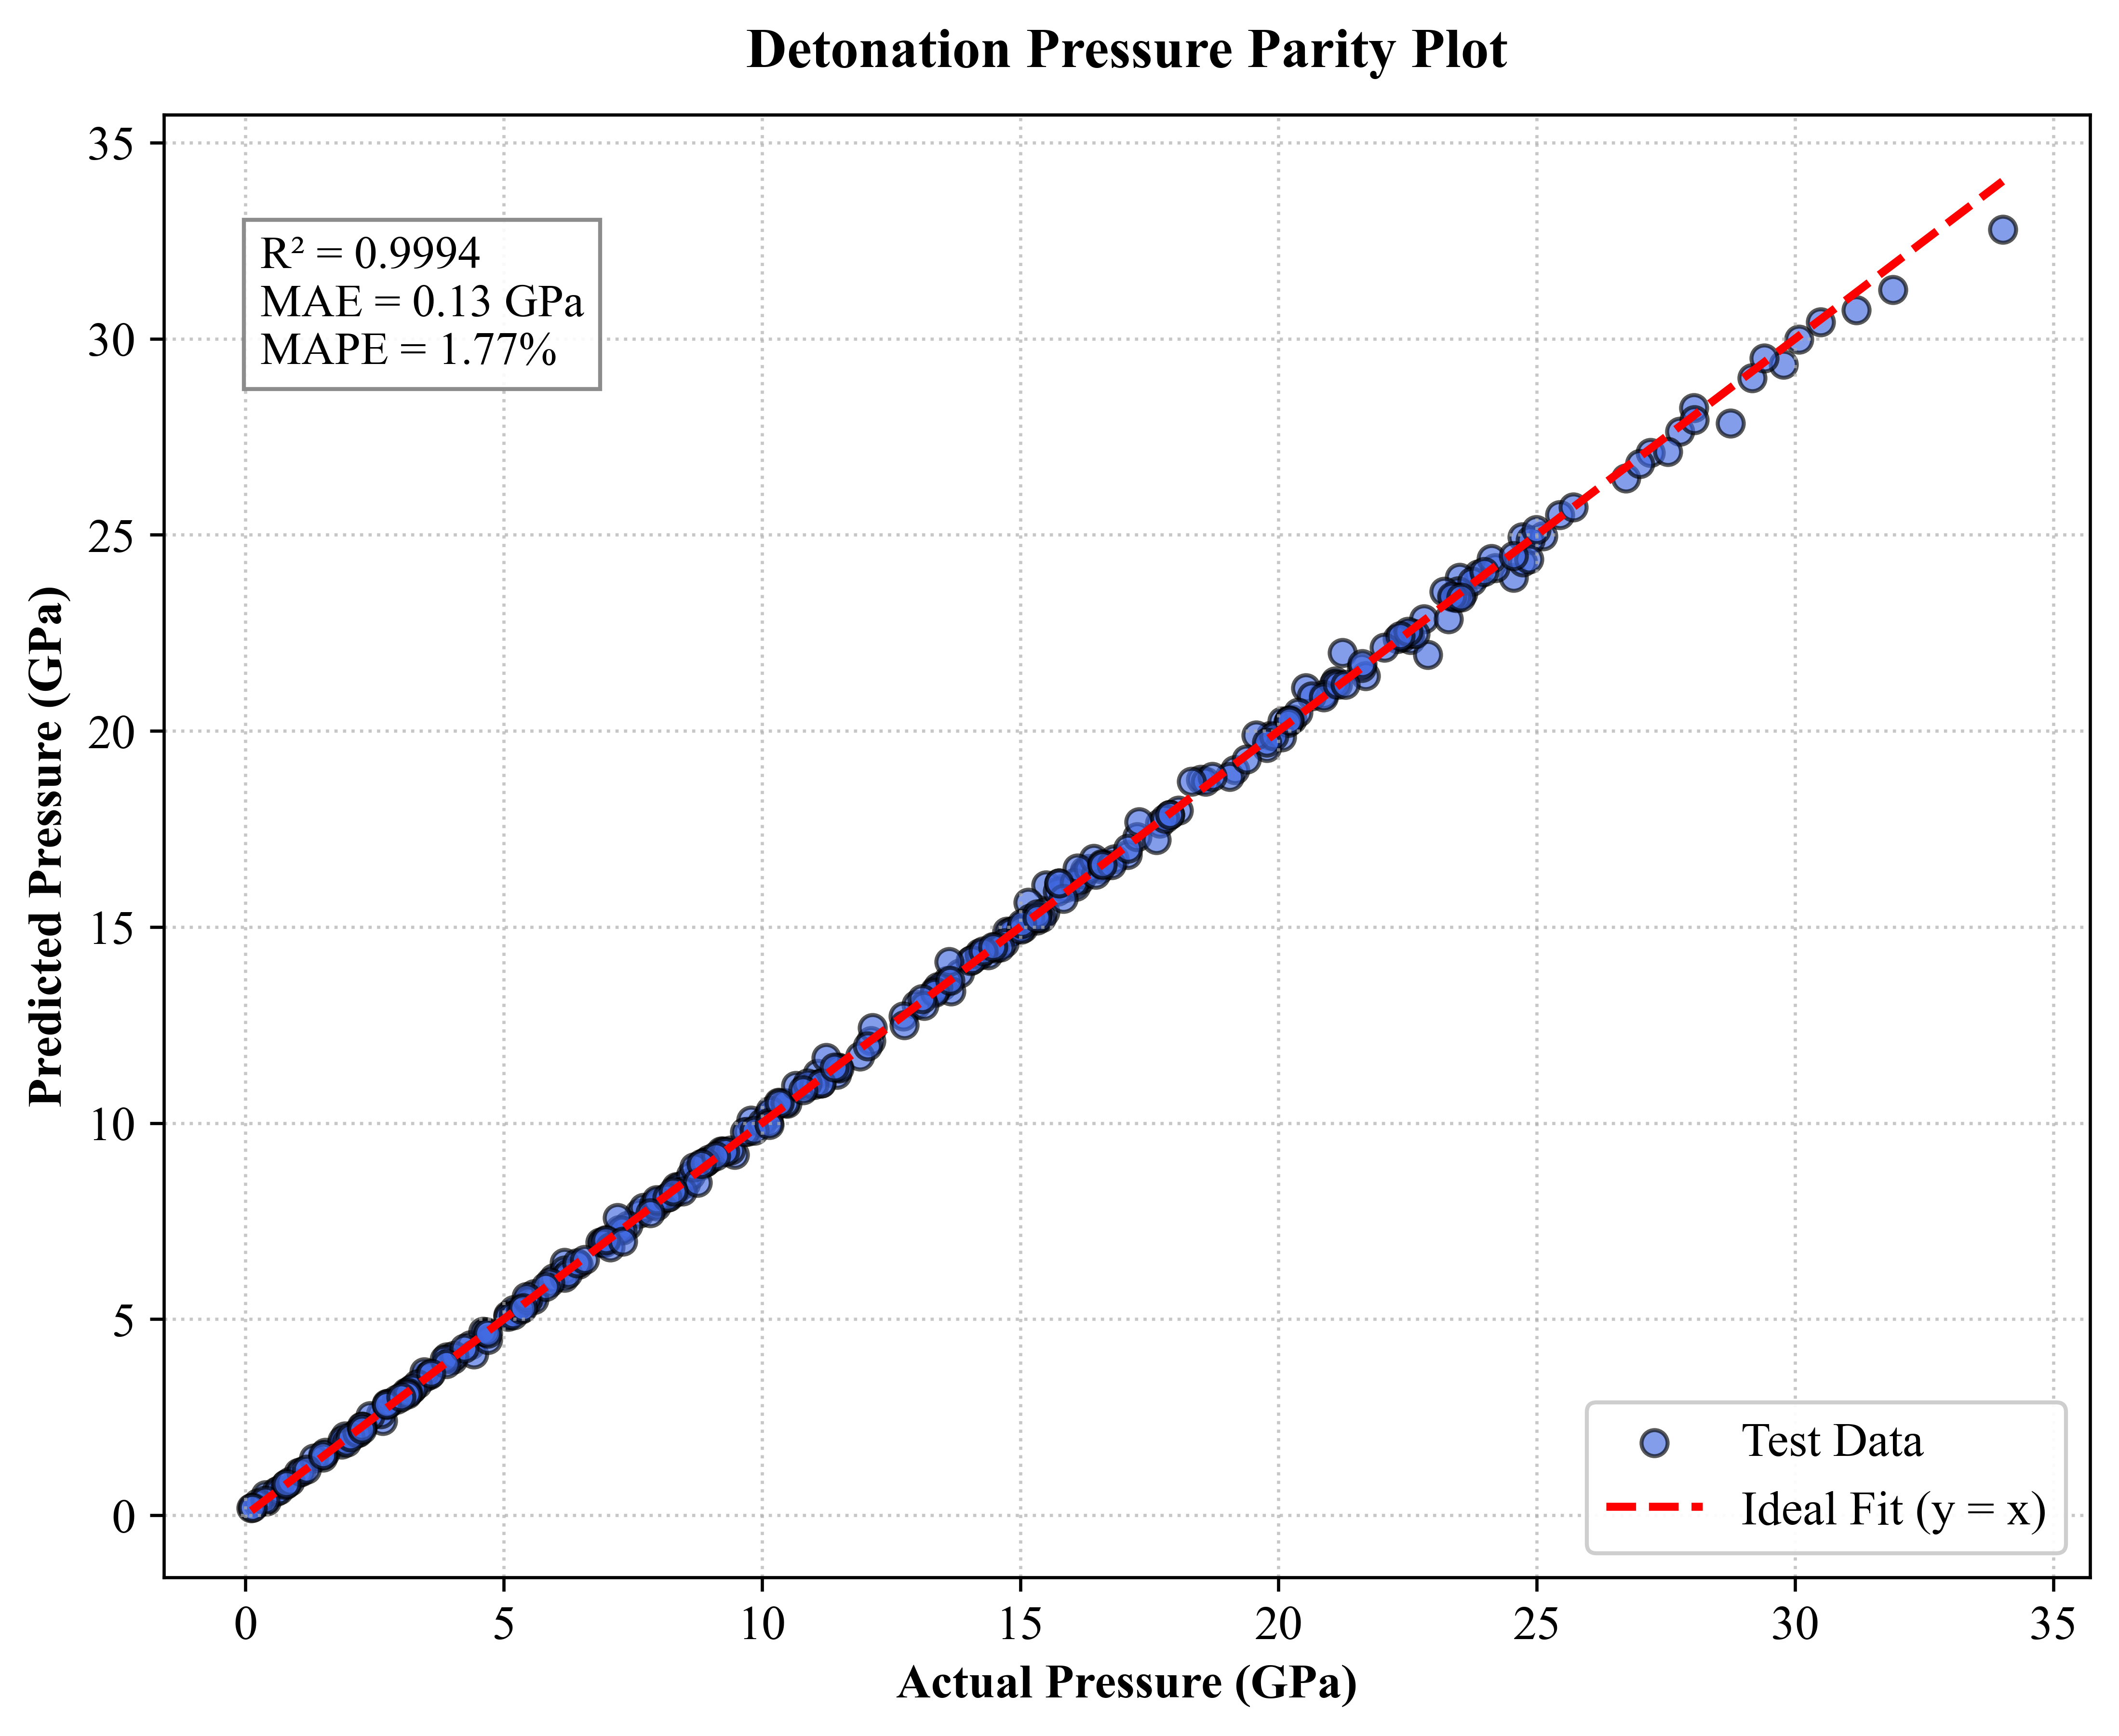 Detonation Pressure Parity Plot
R² = 0.9994
MAE = 0.13 GPa
MAPE = 1.77%
Predicted Pressure (GPa)
35
30
25
20
15
10
5
0
Test Data
Ideal Fit (y = x)
0 5 10 15 20 25 30 35
Actual Pressure (GPa)